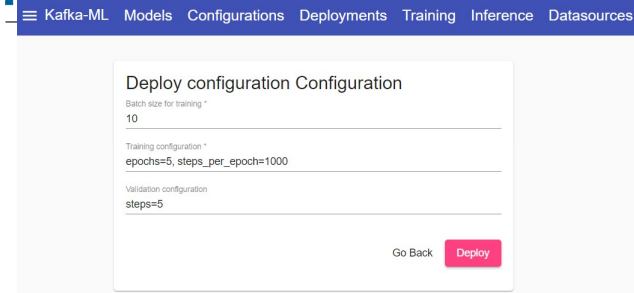 Kafka-ML Models Configurations Deployments Training Inference Datasources
Deploy configuration Configuration
Batch size for training *
10
Training configuration *
epochs=5, steps_per_epoch=1000
Validation configuration
steps=5
Go Back Deploy